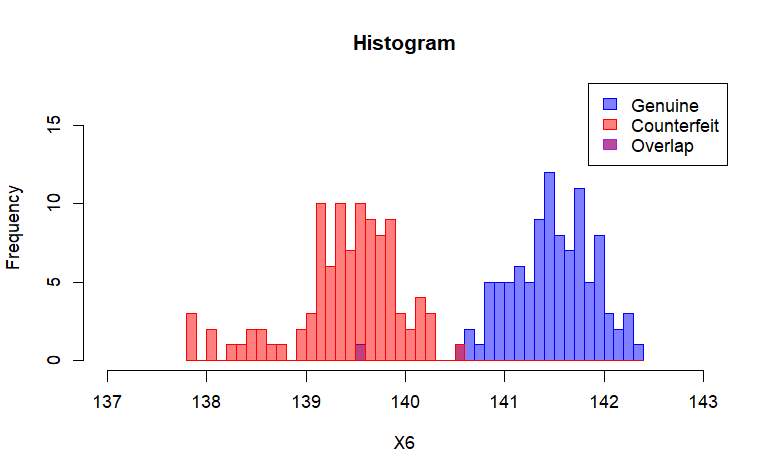 Histogram
Genuine
Counterfeit
Overlap
Frequency
15
10
5
0
137 138 139 140 141 142 143
X6